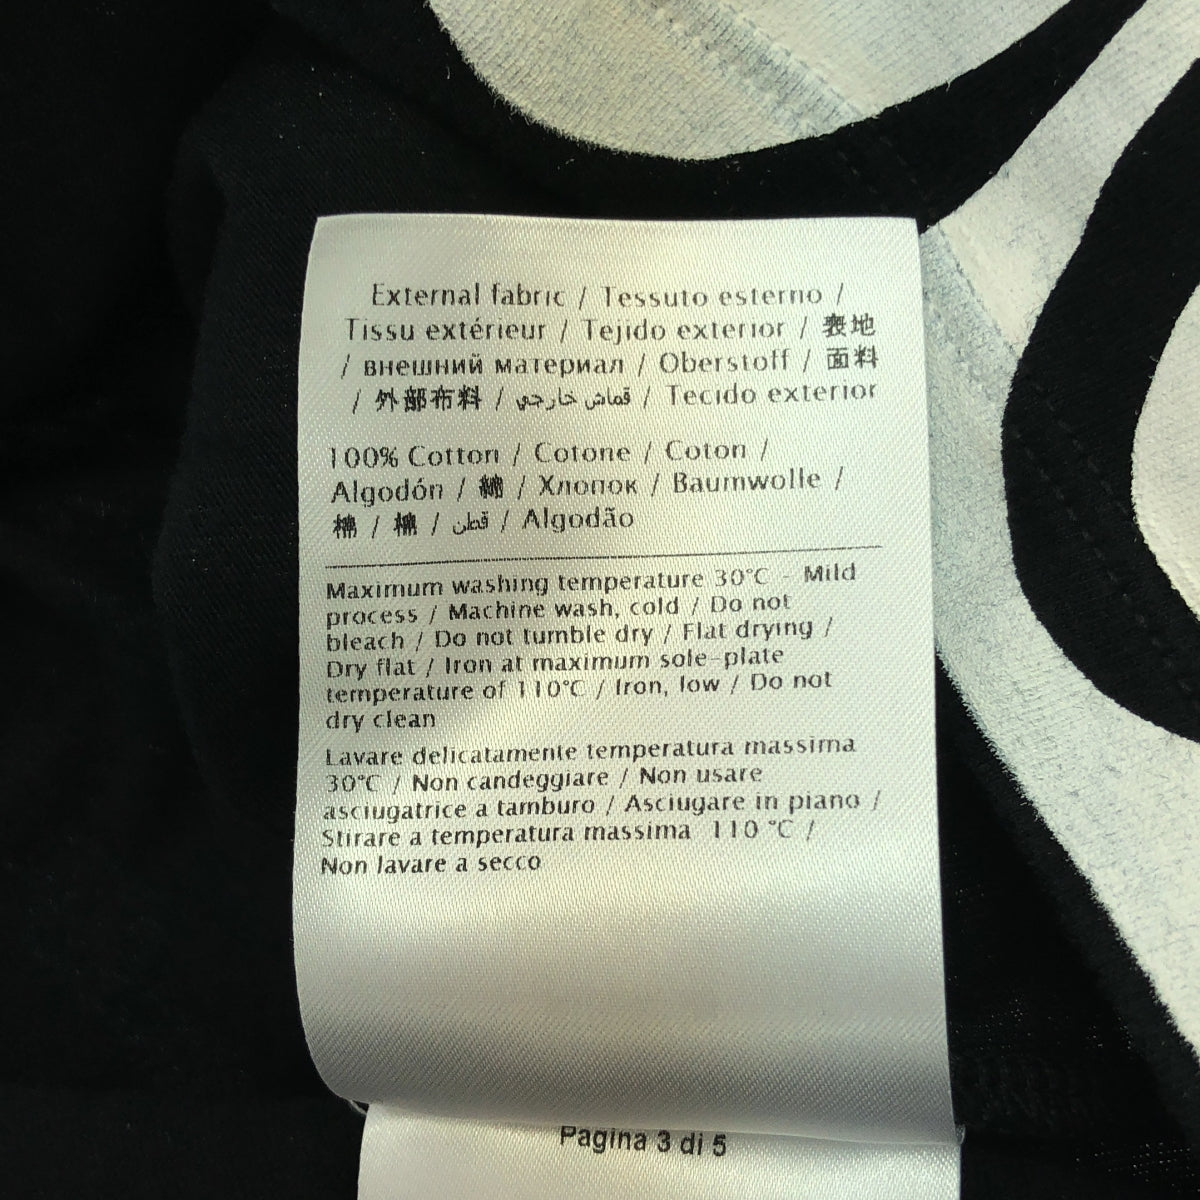 External fabric / Tessuto esterno /
Tissu extérieur / Tejido exterior / 表地
/ внешний материал / Oberstoff / 面料
/ 外部布料 / قماش خارجي / Tecido exterior
100% Cotton / Cotone / Coton /
Algodón / 綿 / Хлопок / Baumwolle /
棉 / 棉 / قطن / Algodão
Maximum washing temperature 30°C - Mild
process / Machine wash, cold / Do not
bleach / Do not tumble dry / Flat drying /
Dry flat / Iron at maximum sole-plate
temperature of 110°C / Iron, low / Do not
dry clean
Lavare delicatamente temperatura massima
30°C / Non candeggiare / Non usare
asciugatrice a tamburo / Asciugare in piano /
Stirare a temperatura massima 110 °C /
Non lavare a secco
Pagina 3 di 5